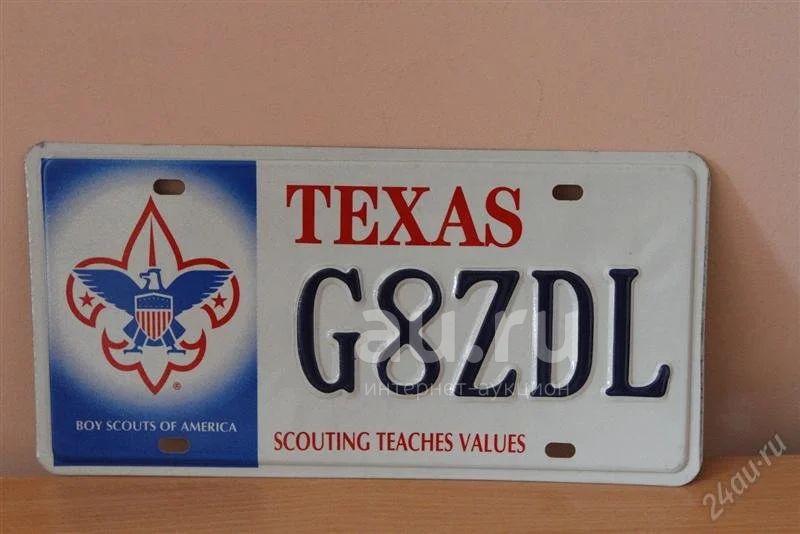 TEXAS
G8ZDL
au.ru
интернет-аукцион
BOY SCOUTS OF AMERICA
®
SCOUTING TEACHES VALUES
24au.ru